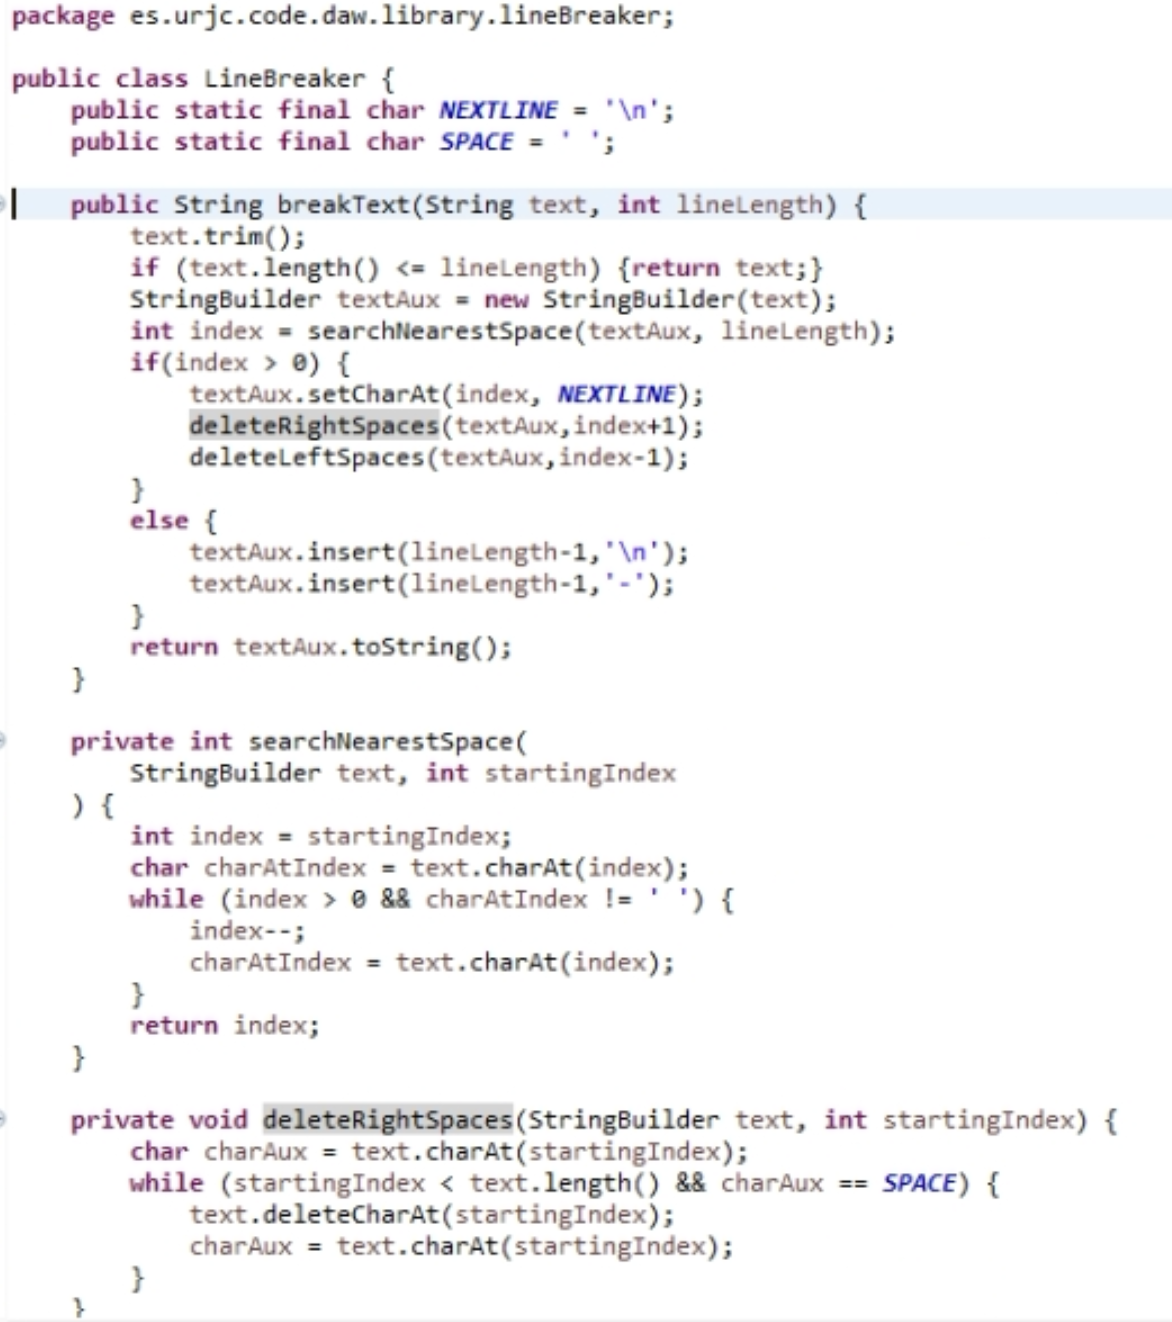 package es.urjc.code.daw.library.lineBreaker;

public class LineBreaker {
    public static final char NEXTLINE = '\n';
    public static final char SPACE = ' ';

    public String breakText(String text, int lineLength) {
        text.trim();
        if (text.length() <= lineLength) {return text;}
        StringBuilder textAux = new StringBuilder(text);
        int index = searchNearestSpace(textAux, lineLength);
        if(index > 0) {
            textAux.setCharAt(index, NEXTLINE);
            deleteRightSpaces(textAux,index+1);
            deleteLeftSpaces(textAux,index-1);
        }
        else {
            textAux.insert(lineLength-1,'\n');
            textAux.insert(lineLength-1,'-');
        }
        return textAux.toString();
    }

    private int searchNearestSpace(
        StringBuilder text, int startingIndex
    ) {
        int index = startingIndex;
        char charAtIndex = text.charAt(index);
        while (index > 0 && charAtIndex != ' ') {
            index--;
            charAtIndex = text.charAt(index);
        }
        return index;
    }

    private void deleteRightSpaces(StringBuilder text, int startingIndex) {
        char charAux = text.charAt(startingIndex);
        while (startingIndex < text.length() && charAux == SPACE) {
            text.deleteCharAt(startingIndex);
            charAux = text.charAt(startingIndex);
        }
    }